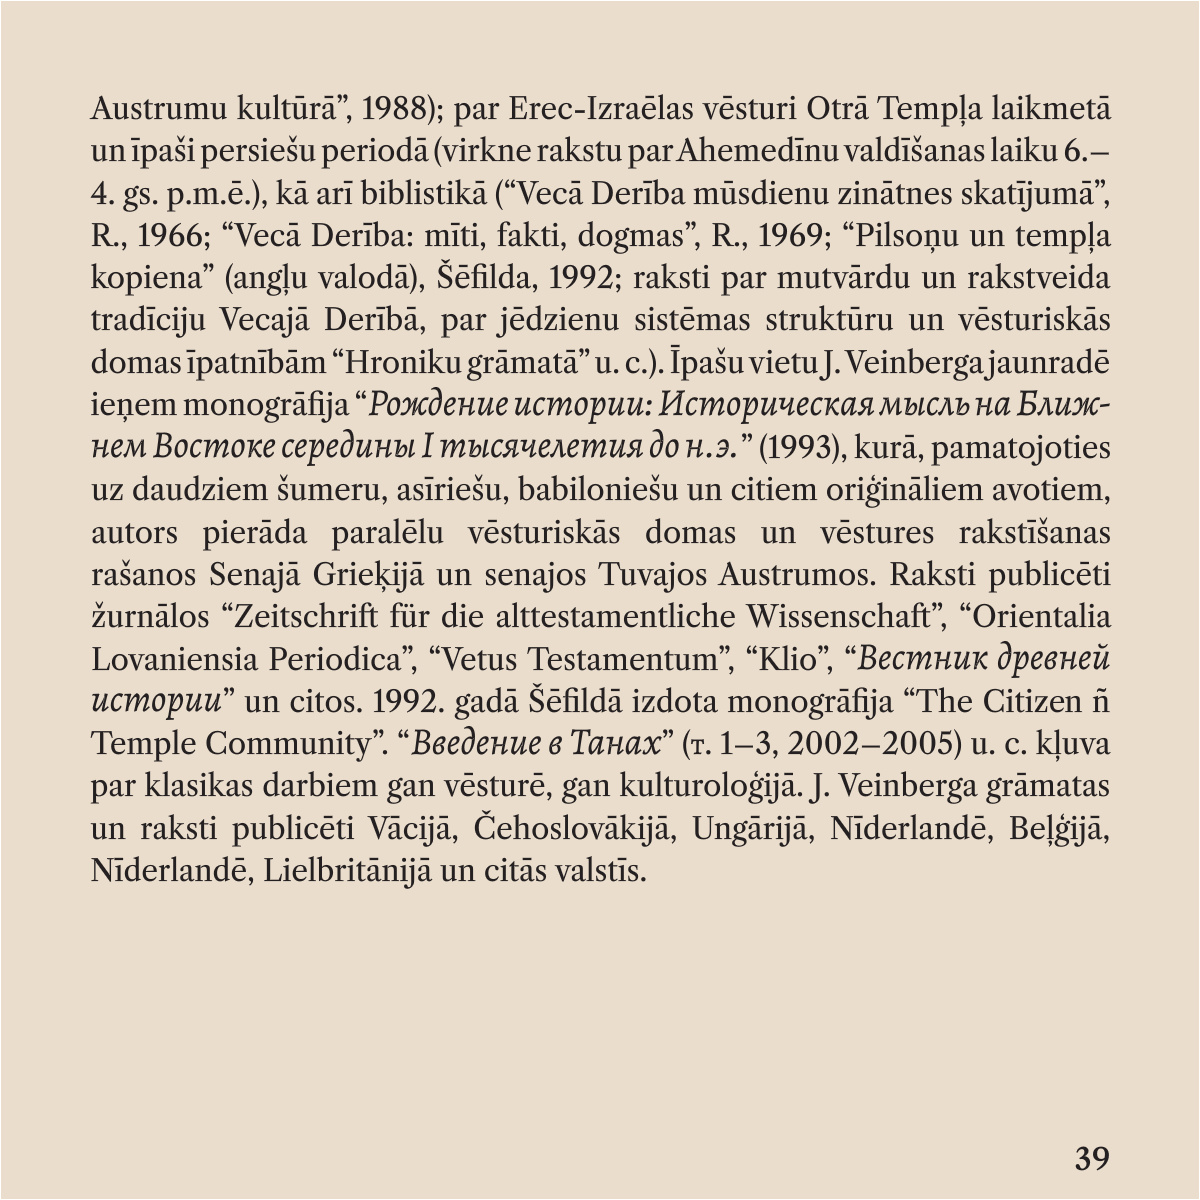 Austrumu kultūrā”, 1988); par Erec-Izraēlas vēsturi Otrā Tempļa laikmetā
un īpaši persiešu periodā (virkne rakstu par Ahemedīnu valdīšanas laiku 6.–
4. gs. p.m.ē.), kā arī biblistikā (“Vecā Derība mūsdienu zinātnes skatījumā”,
R., 1966; “Vecā Derība: mīti, fakti, dogmas”, R., 1969; “Pilsoņu un tempļa
kopiena” (angļu valodā), Šēfilda, 1992; raksti par mutvārdu un rakstveida
tradīciju Vecajā Derībā, par jēdzienu sistēmas struktūru un vēsturiskās
domas īpatnībām “Hroniku grāmatā” u. c.). Īpašu vietu J. Veinberga jaunradē
ieņem monogrāfija “Рождение истории: Историческая мысль на Ближ-
нем Востоке середины I тысячелетия до н.э.” (1993), kurā, pamatojoties
uz daudziem šumeru, asīriešu, babiloniešu un citiem oriģināliem avotiem,
autors pierāda paralēlu vēsturiskās domas un vēstures rakstīšanas
rašanos Senajā Grieķijā un senajos Tuvajos Austrumos. Raksti publicēti
žurnālos “Zeitschrift für die alttestamentliche Wissenschaft”, “Orientalia
Lovaniensia Periodica”, “Vetus Testamentum”, “Klio”, “Вестник древней
истории” un citos. 1992. gadā Šēfildā izdota monogrāfija “The Citizen ñ
Temple Community”. “Введение в Танах” (т. 1–3, 2002–2005) u. c. kļuva
par klasikas darbiem gan vēsturē, gan kulturoloģijā. J. Veinberga grāmatas
un raksti publicēti Vācijā, Čehoslovākijā, Ungārijā, Nīderlandē, Beļģijā,
Nīderlandē, Lielbritānijā un citās valstīs.
39